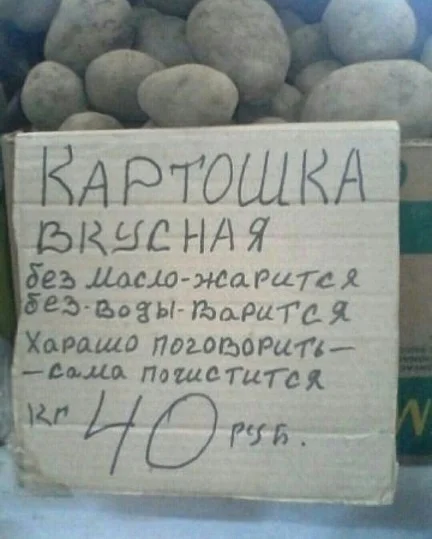 КАРТОШКА
ВКУСНАЯ
без Масло-жарится
без-воды-варится
Харашо поговорить-
-сама почистится
кг 40 руб.
N